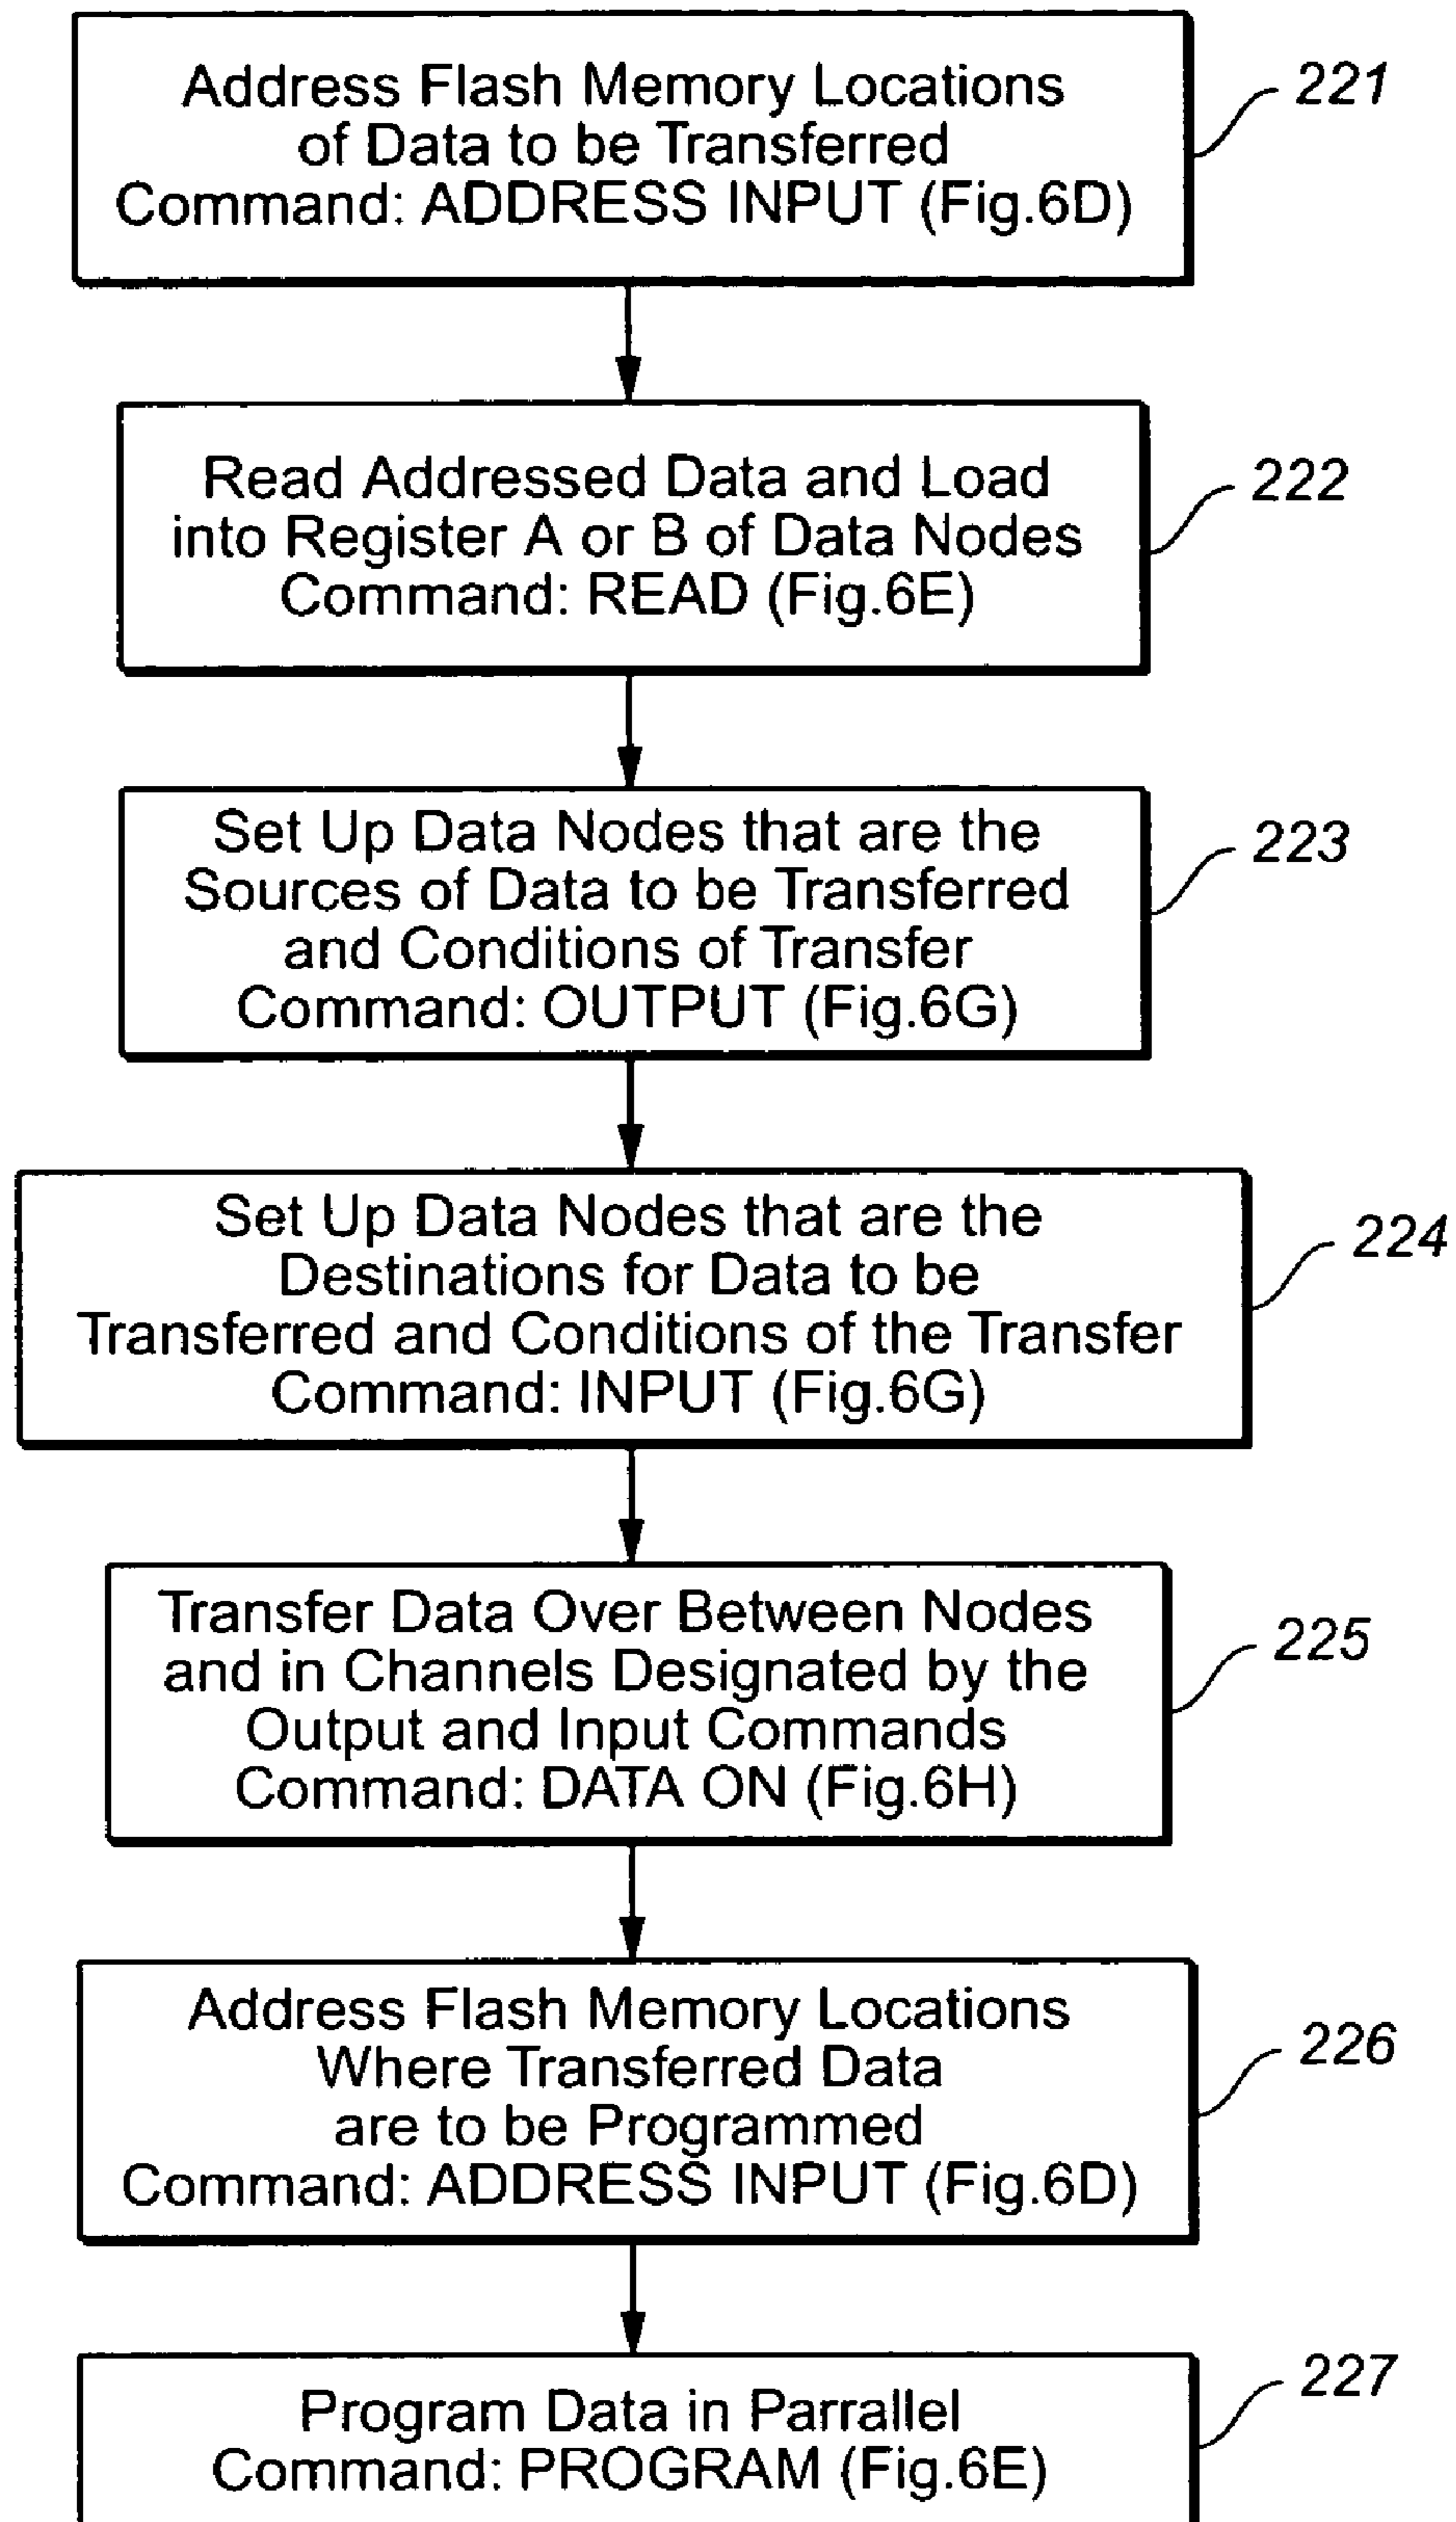 Address Flash Memory Locations
of Data to be Transferred
Command: ADDRESS INPUT (Fig.6D)
221
Read Addressed Data and Load
into Register A or B of Data Nodes
Command: READ (Fig.6E)
222
Set Up Data Nodes that are the
Sources of Data to be Transferred
and Conditions of Transfer
Command: OUTPUT (Fig.6G)
223
Set Up Data Nodes that are the
Destinations for Data to be
Transferred and Conditions of the Transfer
Command: INPUT (Fig.6G)
224
Transfer Data Over Between Nodes
and in Channels Designated by the
Output and Input Commands
Command: DATA ON (Fig.6H)
225
Address Flash Memory Locations
Where Transferred Data
are to be Programmed
Command: ADDRESS INPUT (Fig.6D)
226
Program Data in Parrallel
Command: PROGRAM (Fig.6E)
227